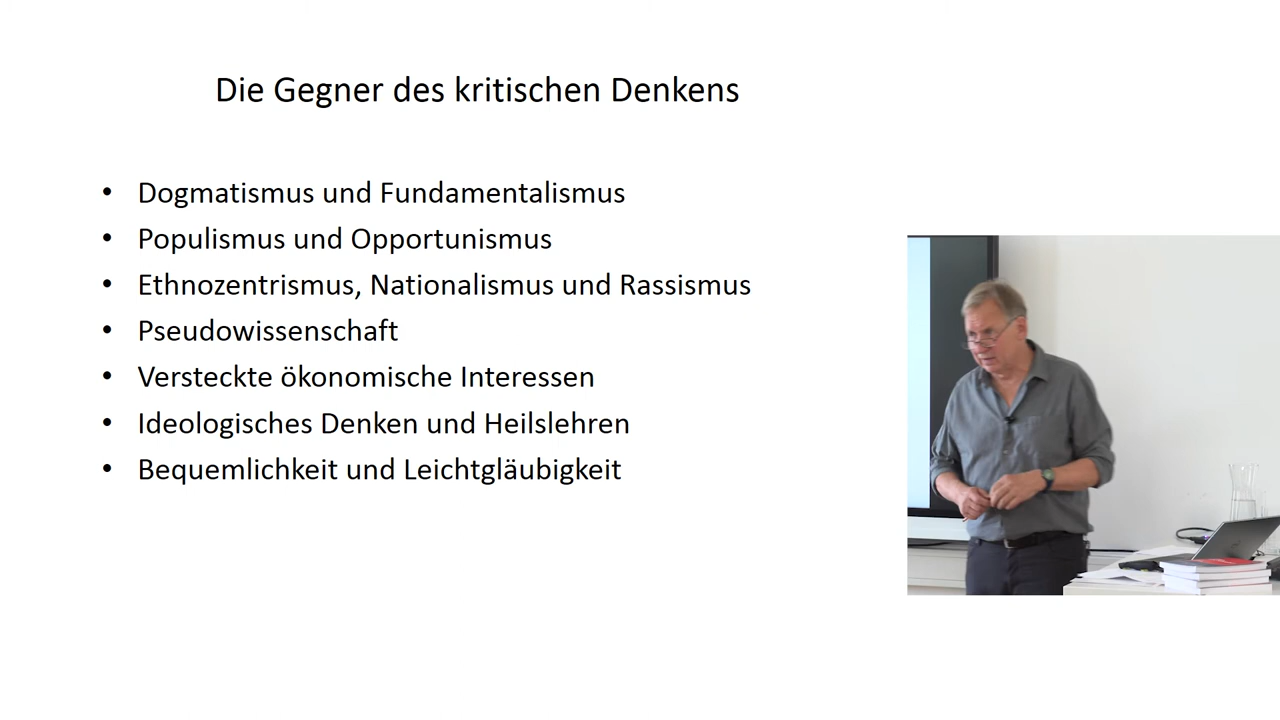 Die Gegner des kritischen Denkens
• Dogmatismus und Fundamentalismus
• Populismus und Opportunismus
• Ethnozentrismus, Nationalismus und Rassismus
• Pseudowissenschaft
• Versteckte ökonomische Interessen
• Ideologisches Denken und Heilslehren
• Bequemlichkeit und Leichtgläubigkeit